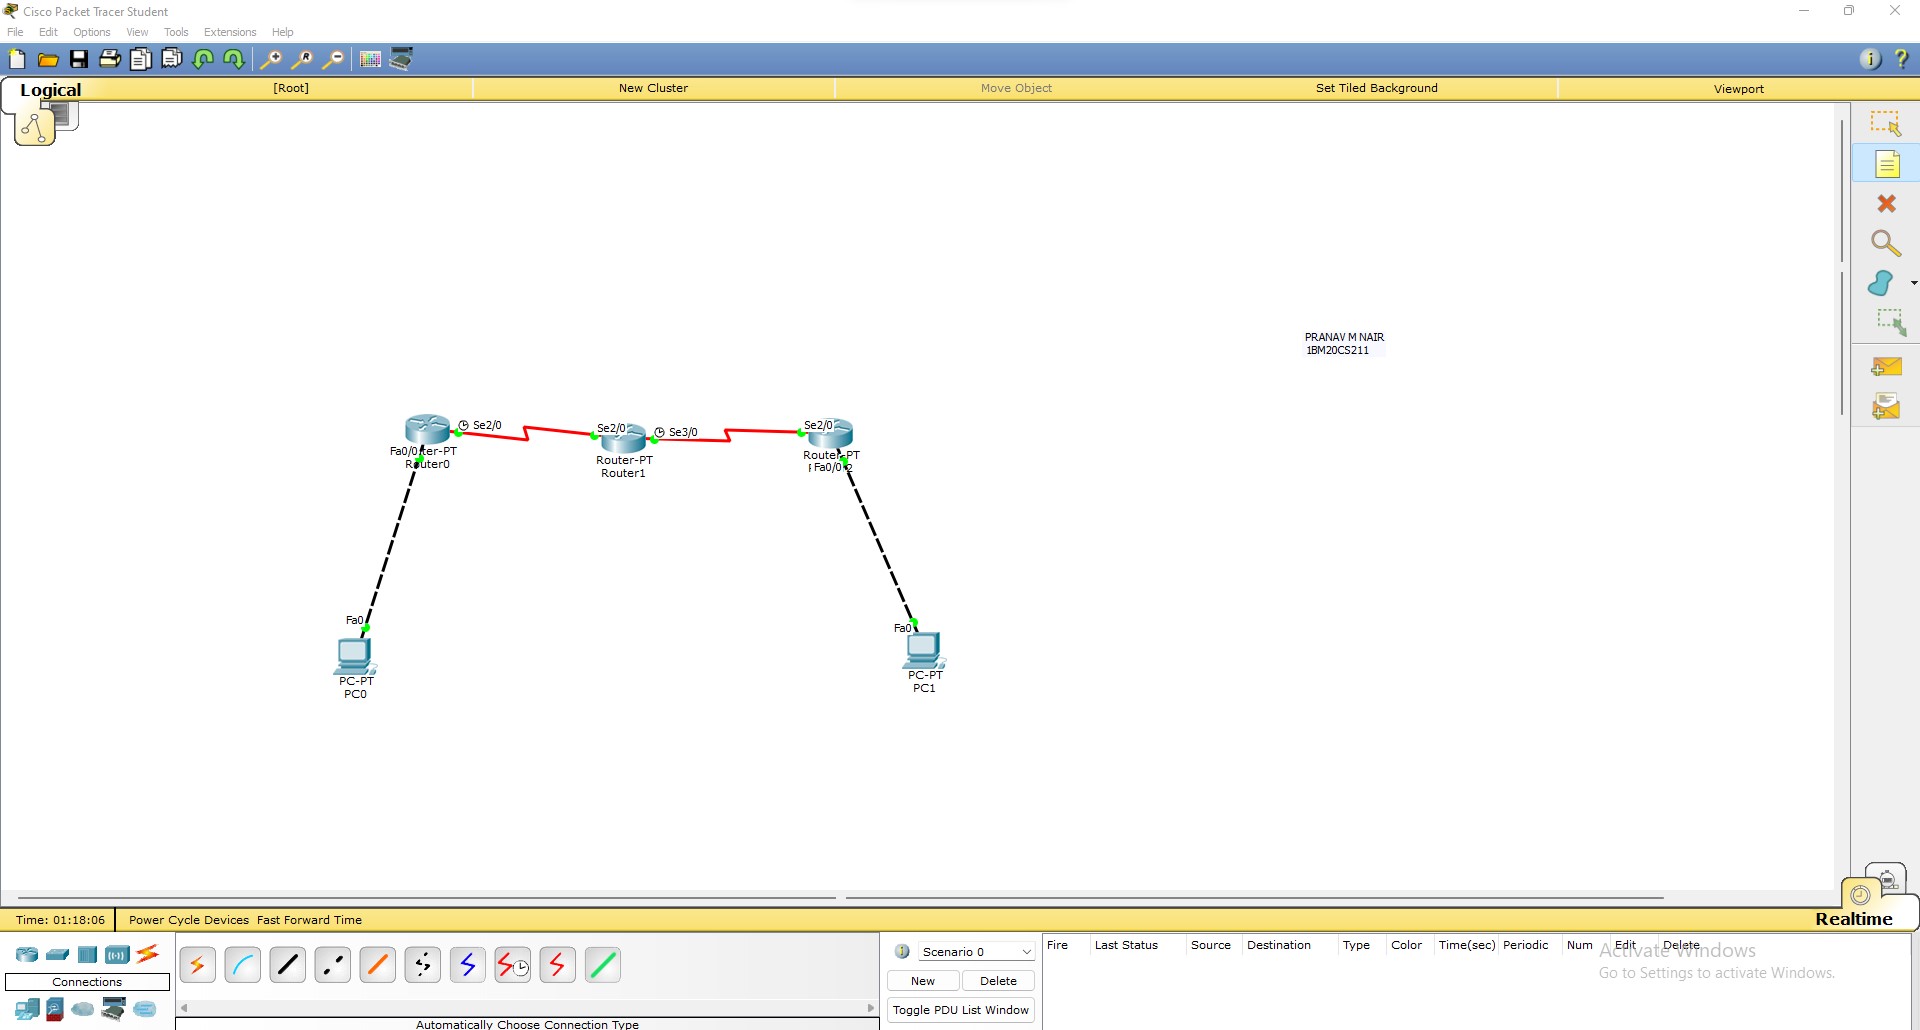 Cisco Packet Tracer Student
File Edit Options View Tools Extensions Help
Logical [Root] New Cluster Move Object Set Tiled Background Viewport
PRANAV M NAIR
1BM20CS211
Se2/0 Se2/0 Se3/0 Se2/0
Fa0/0 ter-PT
Router0
Router-PT
Router1
Router-PT
Fa0/0 2
Fa0
PC-PT
PC0
Fa0
PC-PT
PC1
Time: 01:18:06 Power Cycle Devices Fast Forward Time Realtime
Connections
Automatically Choose Connection Type
Scenario 0
New Delete
Toggle PDU List Window
Fire Last Status Source Destination Type Color Time(sec) Periodic Num Edit Delete
Activate Windows
Go to Settings to activate Windows.